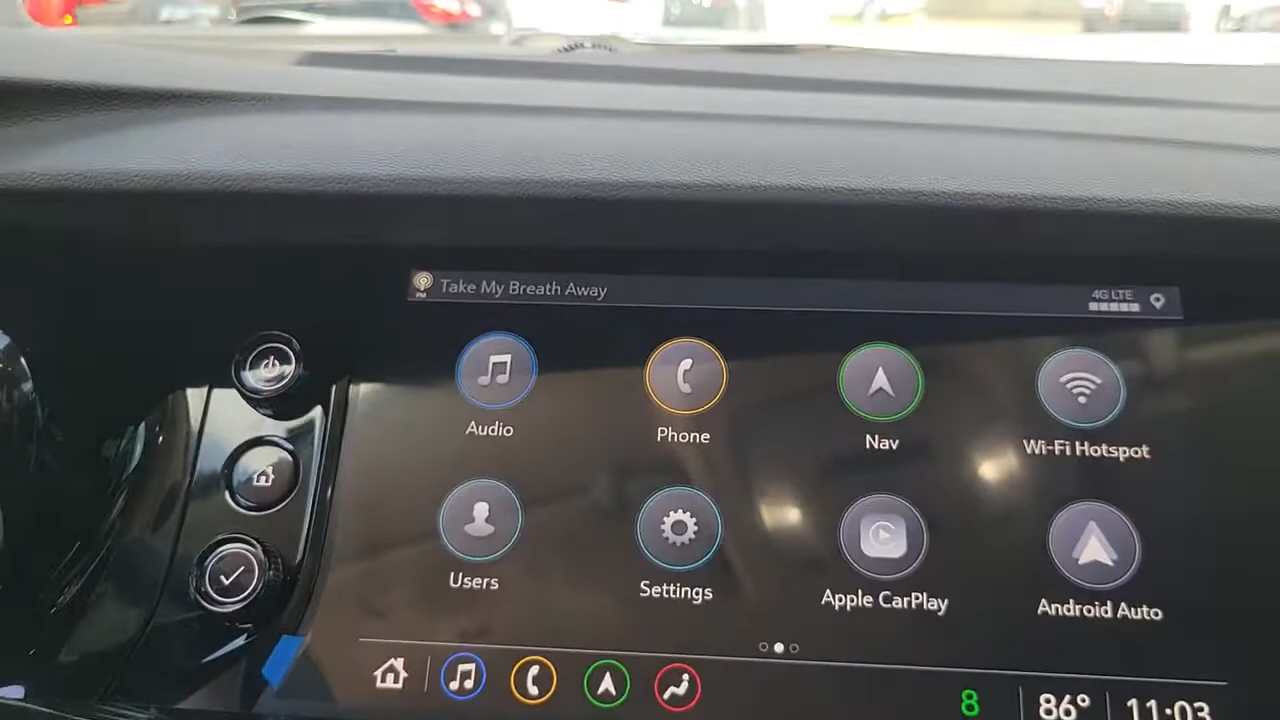 Take My Breath Away
4G LTE
Audio
Phone
Nav
Wi-Fi Hotspot
Users
Settings
Apple CarPlay
Android Auto
8
86°
11:03